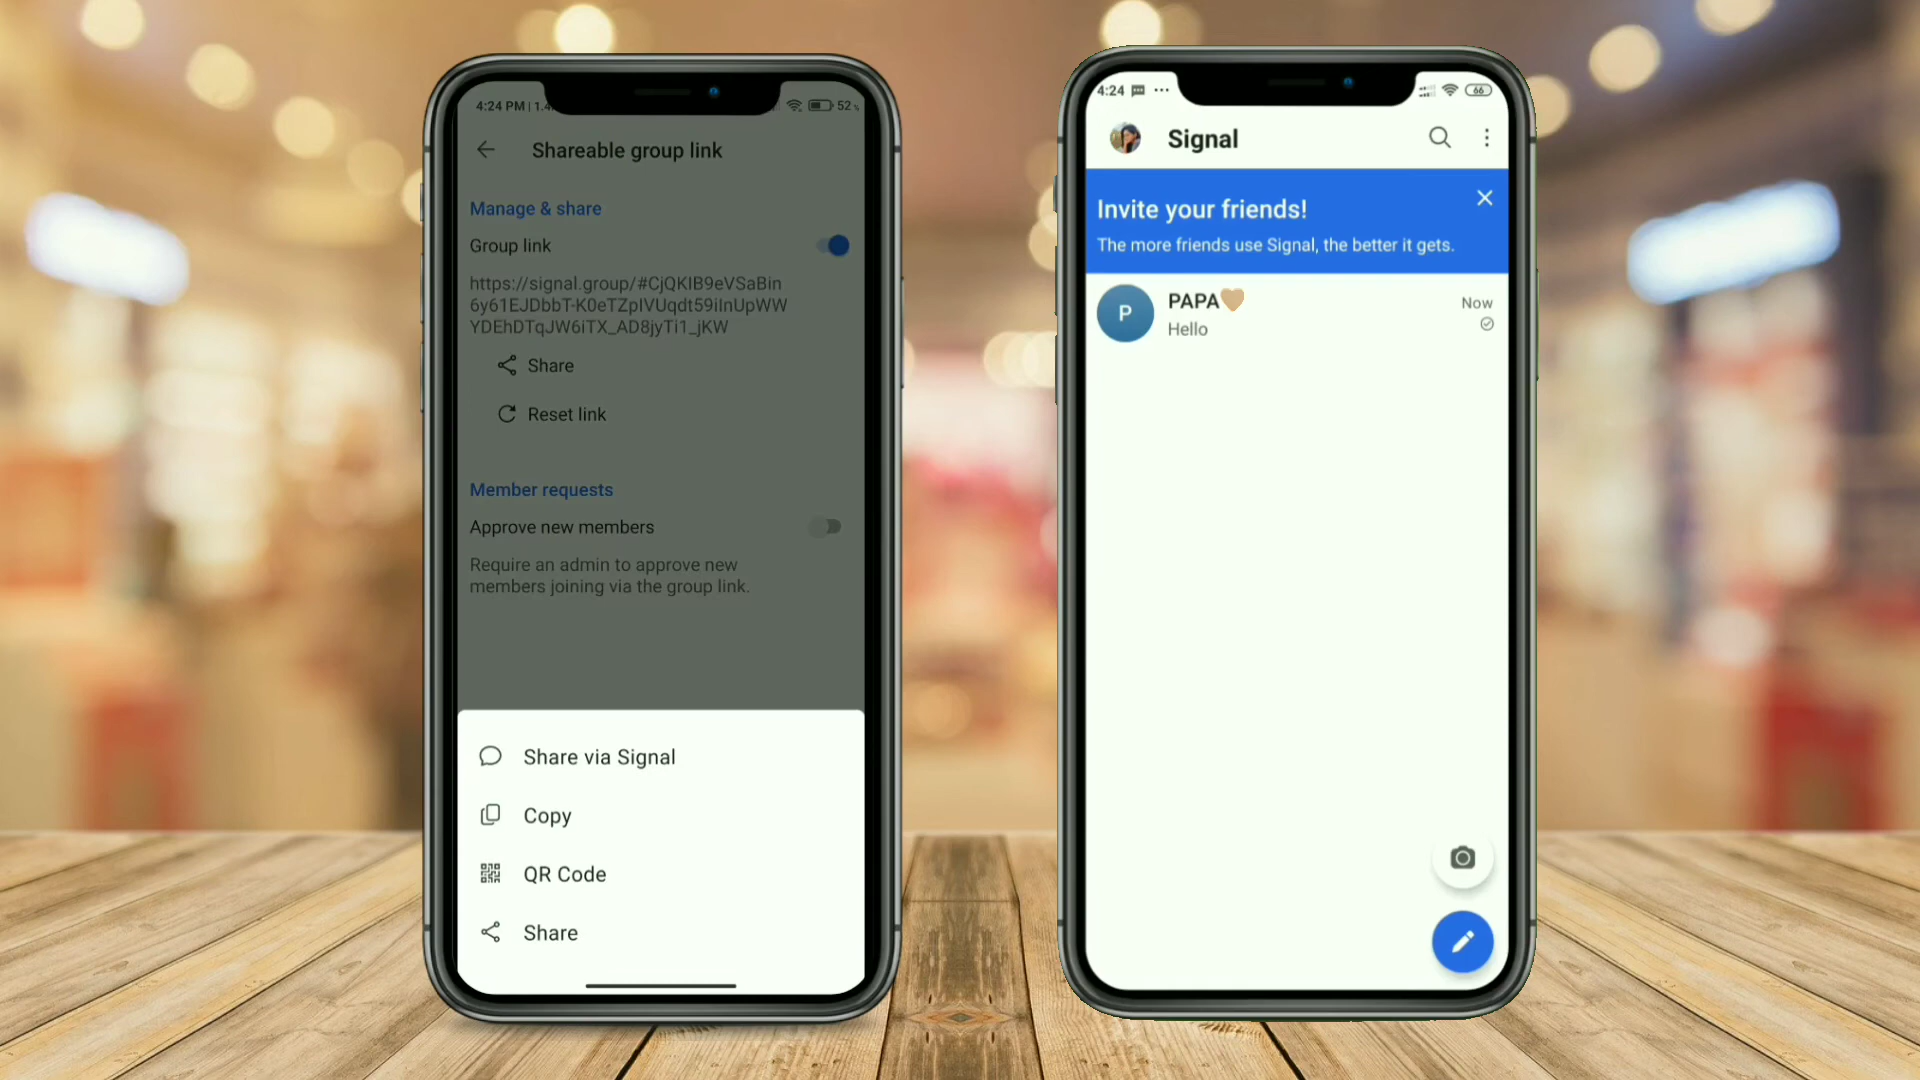 4:24 PM | 1.4
52%
Shareable group link
Manage & share
Group link
https://signal.group/#CjQKIB9eVSaBin
6y61EJDbbT-K0eTZpIVUqdt59iInUpWW
YDEhDTqJW6iTX_AD8jyTi1_jKW
Share
Reset link
Member requests
Approve new members
Require an admin to approve new
members joining via the group link.
Share via Signal
Copy
QR Code
Share
4:24
66
Signal
Invite your friends!
The more friends use Signal, the better it gets.
P
PAPA🤎
Now
Hello